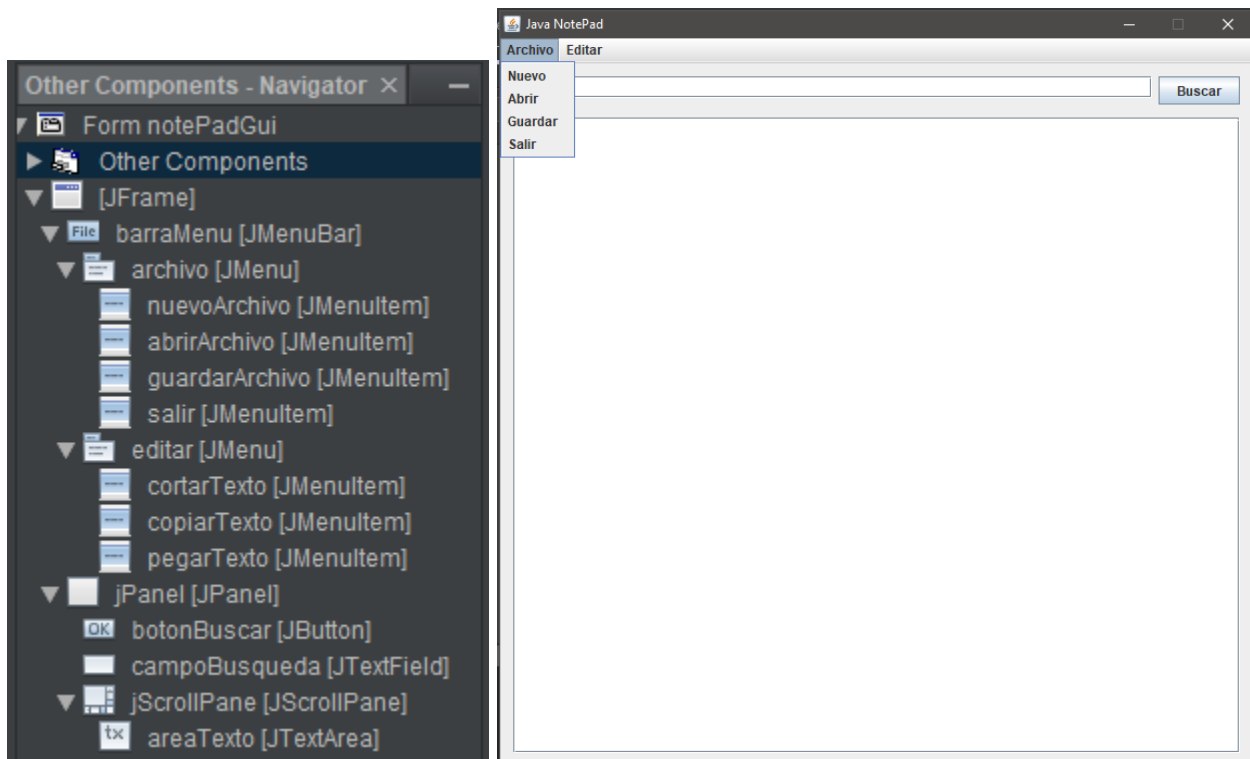 Other Components - Navigator
Form notePadGui
Other Components
[JFrame]
File barraMenu [JMenuBar]
archivo [JMenu]
nuevoArchivo [JMenuItem]
abrirArchivo [JMenuItem]
guardarArchivo [JMenuItem]
salir [JMenuItem]
editar [JMenu]
cortarTexto [JMenuItem]
copiarTexto [JMenuItem]
pegarTexto [JMenuItem]
jPanel [JPanel]
OK botonBuscar [JButton]
campoBusqueda [JTextField]
jScrollPane [JScrollPane]
tx areaTexto [JTextArea]
Java NotePad
Archivo Editar
Nuevo
Abrir
Guardar
Salir
Buscar